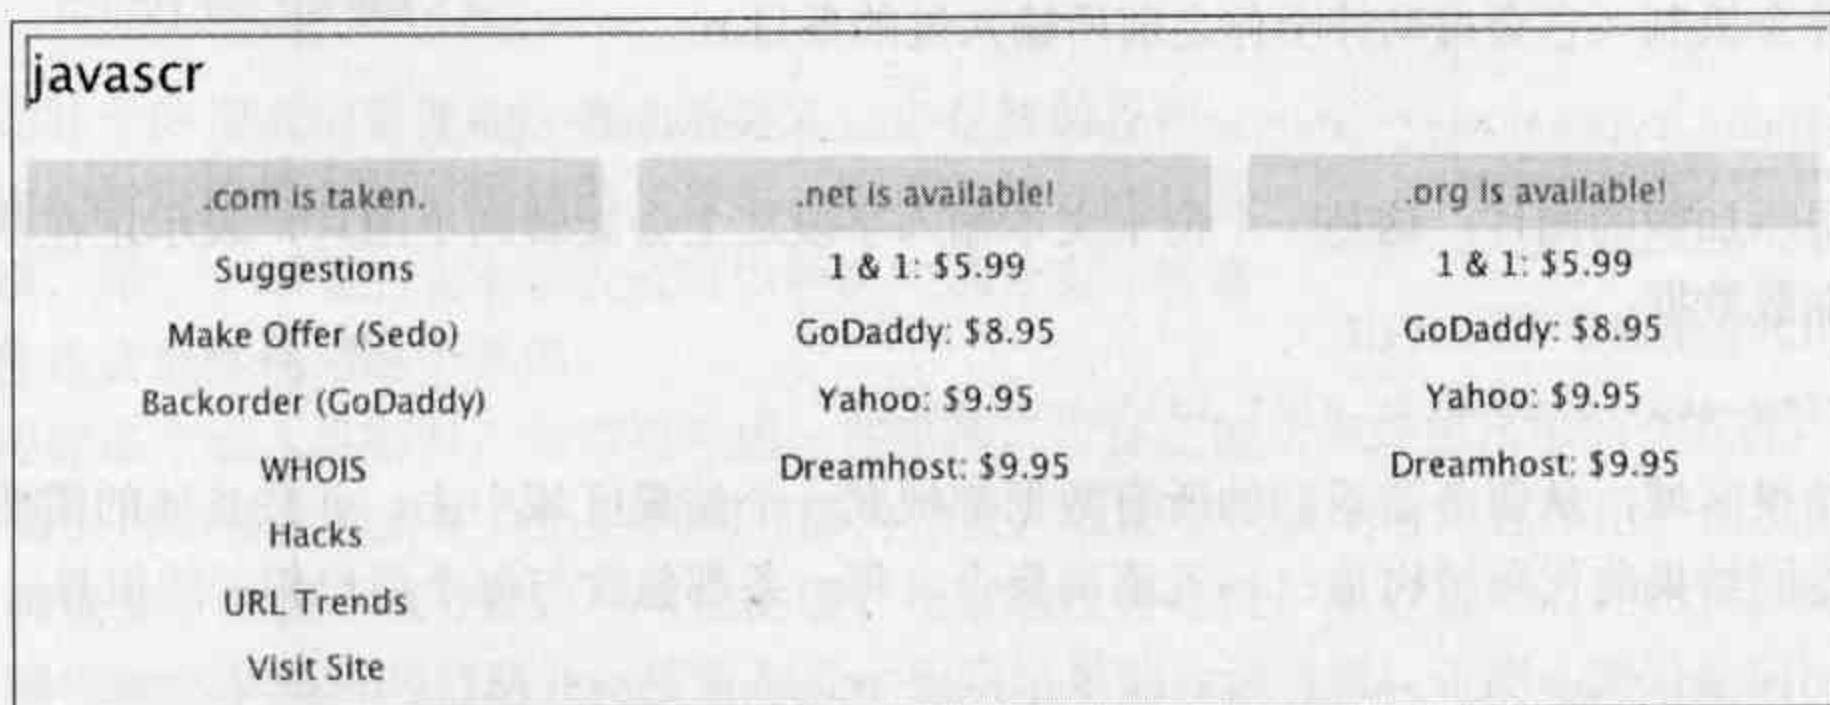 javascr
.com is taken.
Suggestions
Make Offer (Sedo)
Backorder (GoDaddy)
WHOIS
Hacks
URL Trends
Visit Site
.net is available!
1 & 1: $5.99
GoDaddy: $8.95
Yahoo: $9.95
Dreamhost: $9.95
.org is available!
1 & 1: $5.99
GoDaddy: $8.95
Yahoo: $9.95
Dreamhost: $9.95